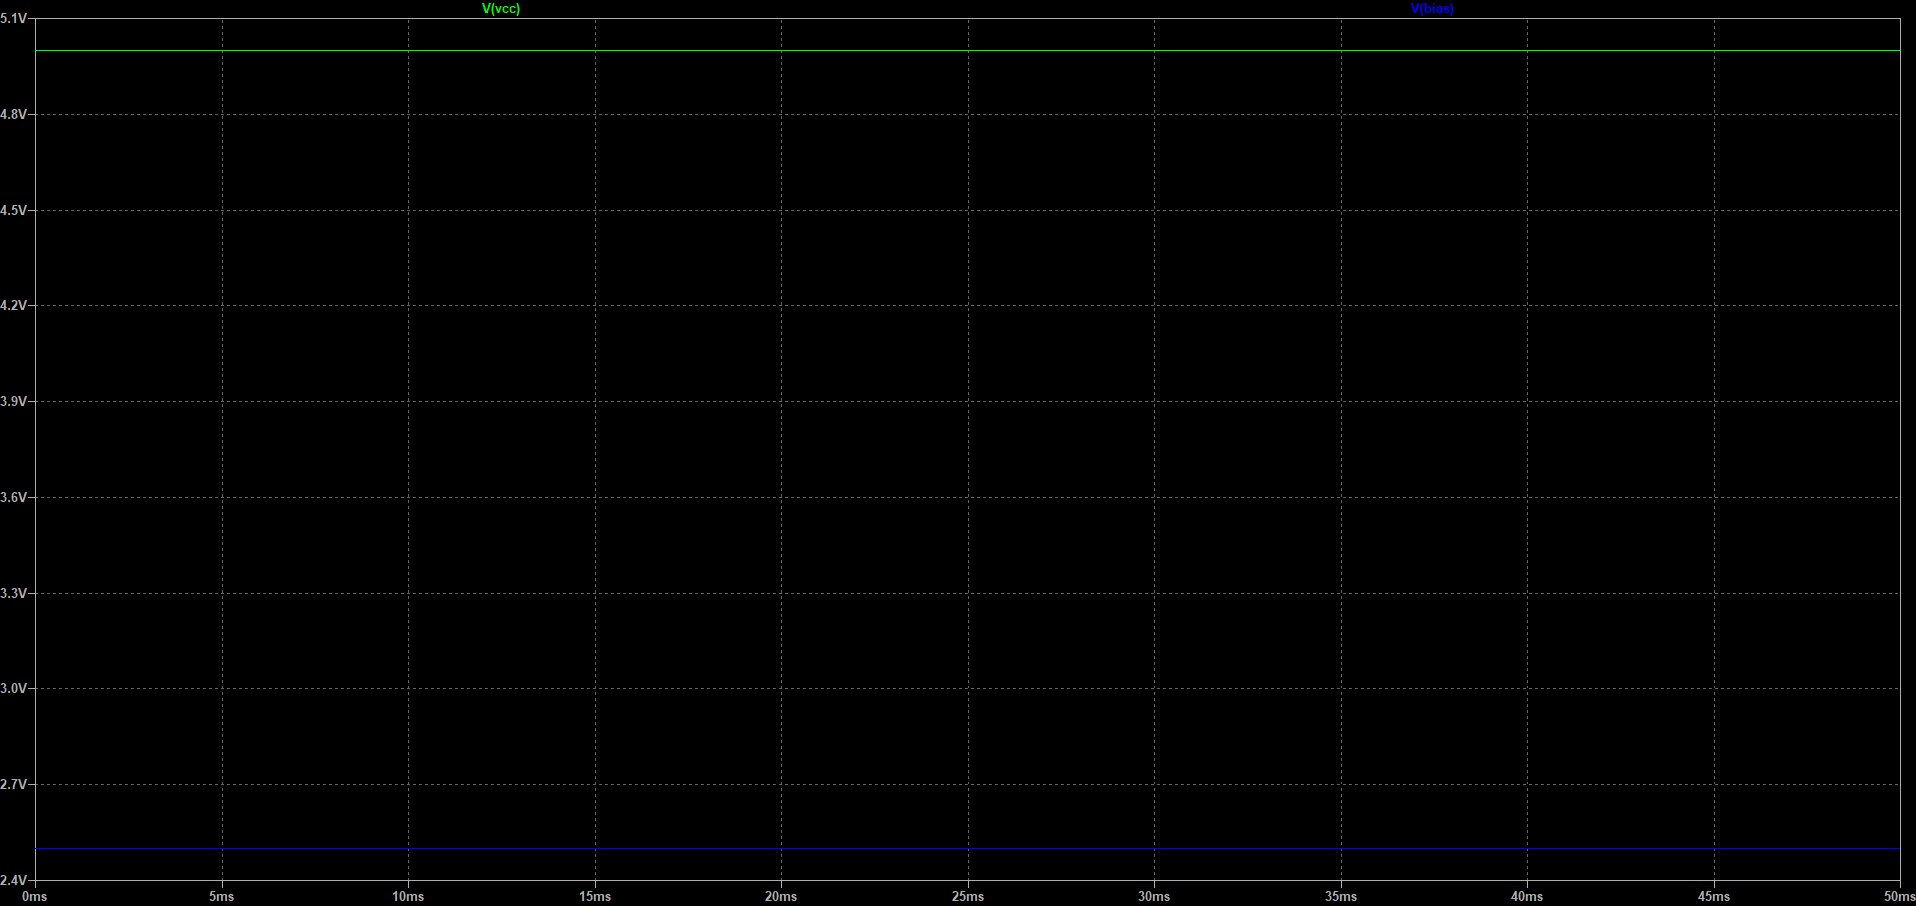 V(vcc) V(bias)
5.1V
4.8V
4.5V
4.2V
3.9V
3.6V
3.3V
3.0V
2.7V
2.4V
0ms 5ms 10ms 15ms 20ms 25ms 30ms 35ms 40ms 45ms 50ms